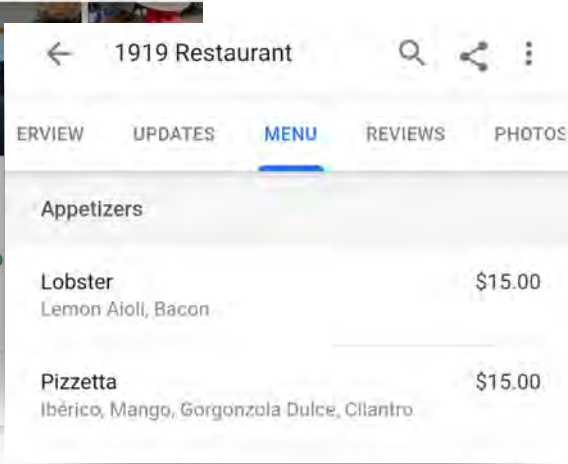 1919 Restaurant
ERVIEW UPDATES MENU REVIEWS PHOTOS
Appetizers
Lobster $15.00
Lemon Aioli, Bacon
Pizzetta $15.00
Ibérico, Mango, Gorgonzola Dulce, Cilantro